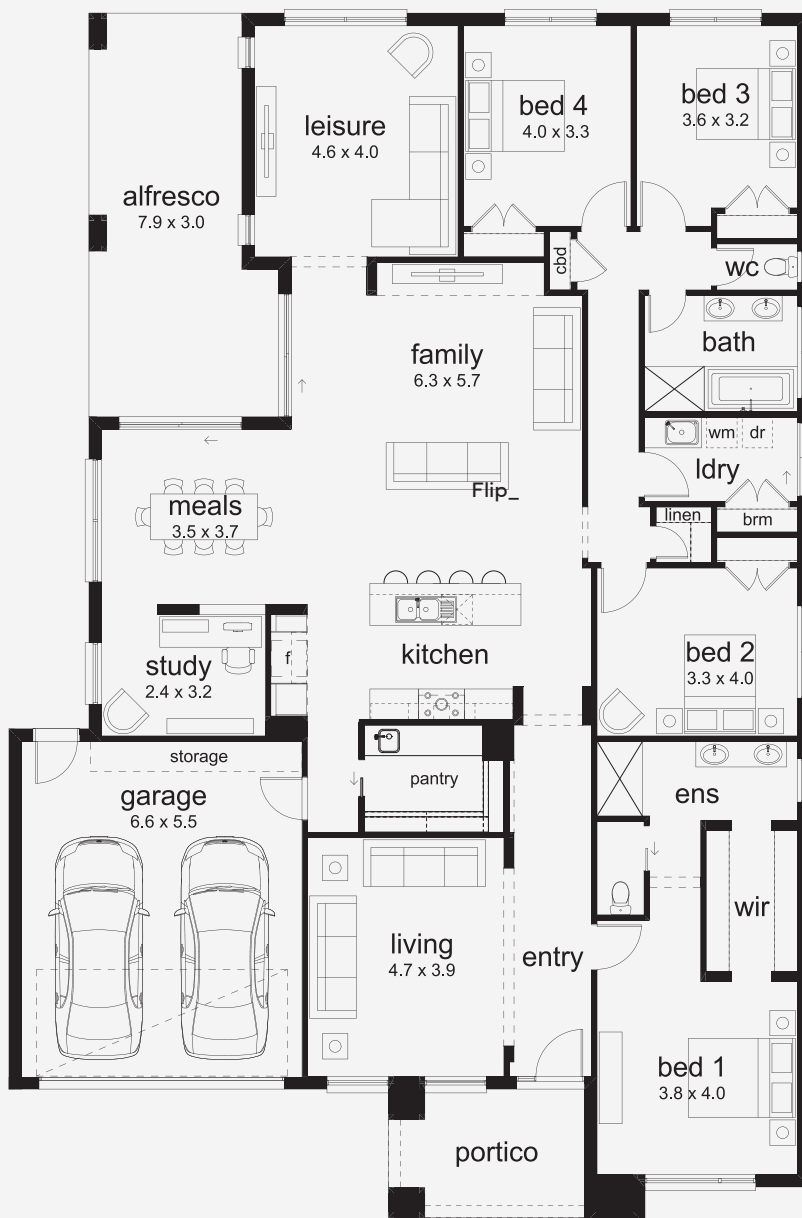 leisure
4.6 x 4.0
bed 4
4.0 x 3.3
bed 3
3.6 x 3.2
alfresco
7.9 x 3.0
cbd
wc
family
6.3 x 5.7
bath
wm
dr
ldry
Flip_
meals
3.5 x 3.7
linen
brm
study
2.4 x 3.2
f
kitchen
bed 2
3.3 x 4.0
storage
garage
6.6 x 5.5
pantry
ens
wir
living
4.7 x 3.9
entry
bed 1
3.8 x 4.0
portico